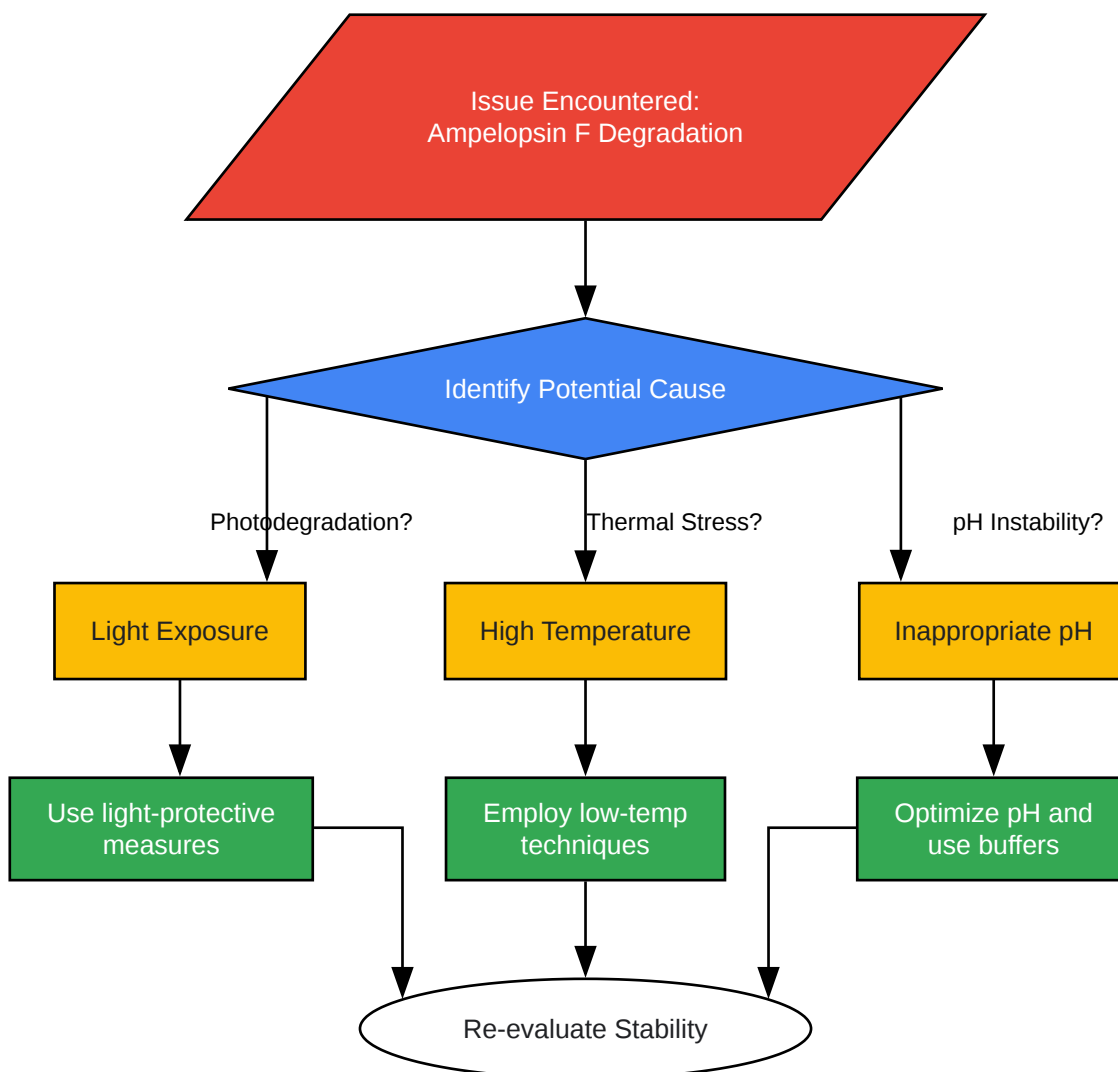 Issue Encountered:
Ampelopsin F Degradation
Identify Potential Cause
Photodegradation?
Thermal Stress?
pH Instability?
Light Exposure
High Temperature
Inappropriate pH
Use light-protective
measures
Employ low-temp
techniques
Optimize pH and
use buffers
Re-evaluate Stability